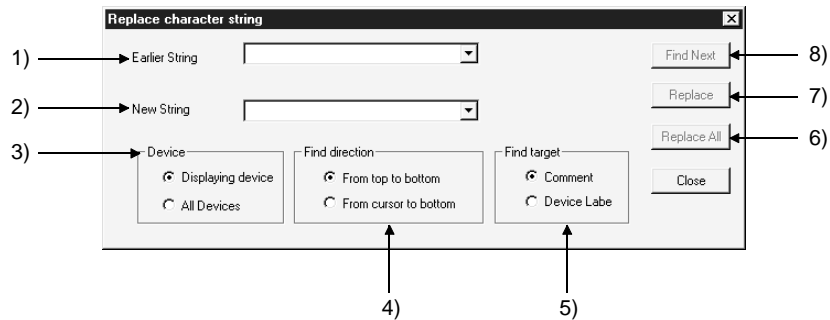 Replace character string
1) Earlier String Find Next 8)
2) New String Replace 7)
Replace All 6)
3) Device Find direction Find target
Displaying device From top to bottom Comment Close
All Devices From cursor to bottom Device Labe
4) 5)